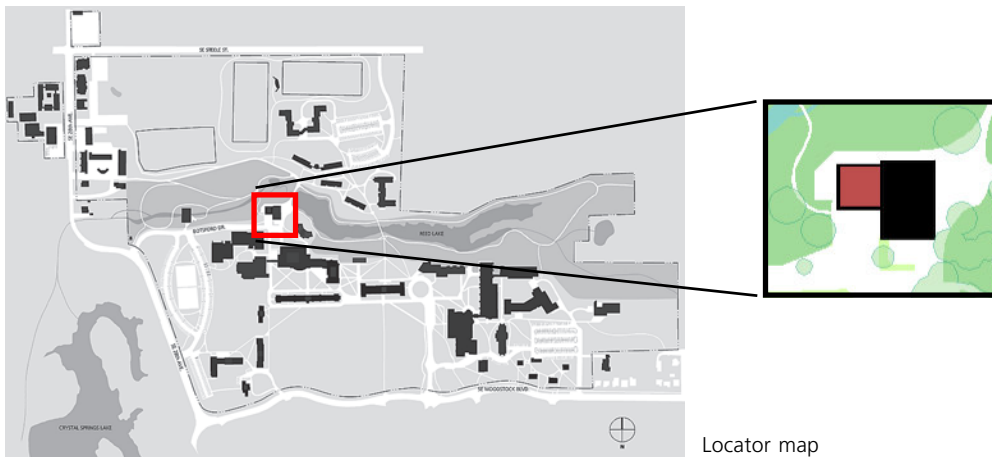 SE STEELE ST.
SE 28TH AVE.
BOTSFORD DR.
REED LAKE
SE 28TH AVE.
SE WOODSTOCK BLVD.
CRYSTAL SPRINGS LAKE
N
Locator map